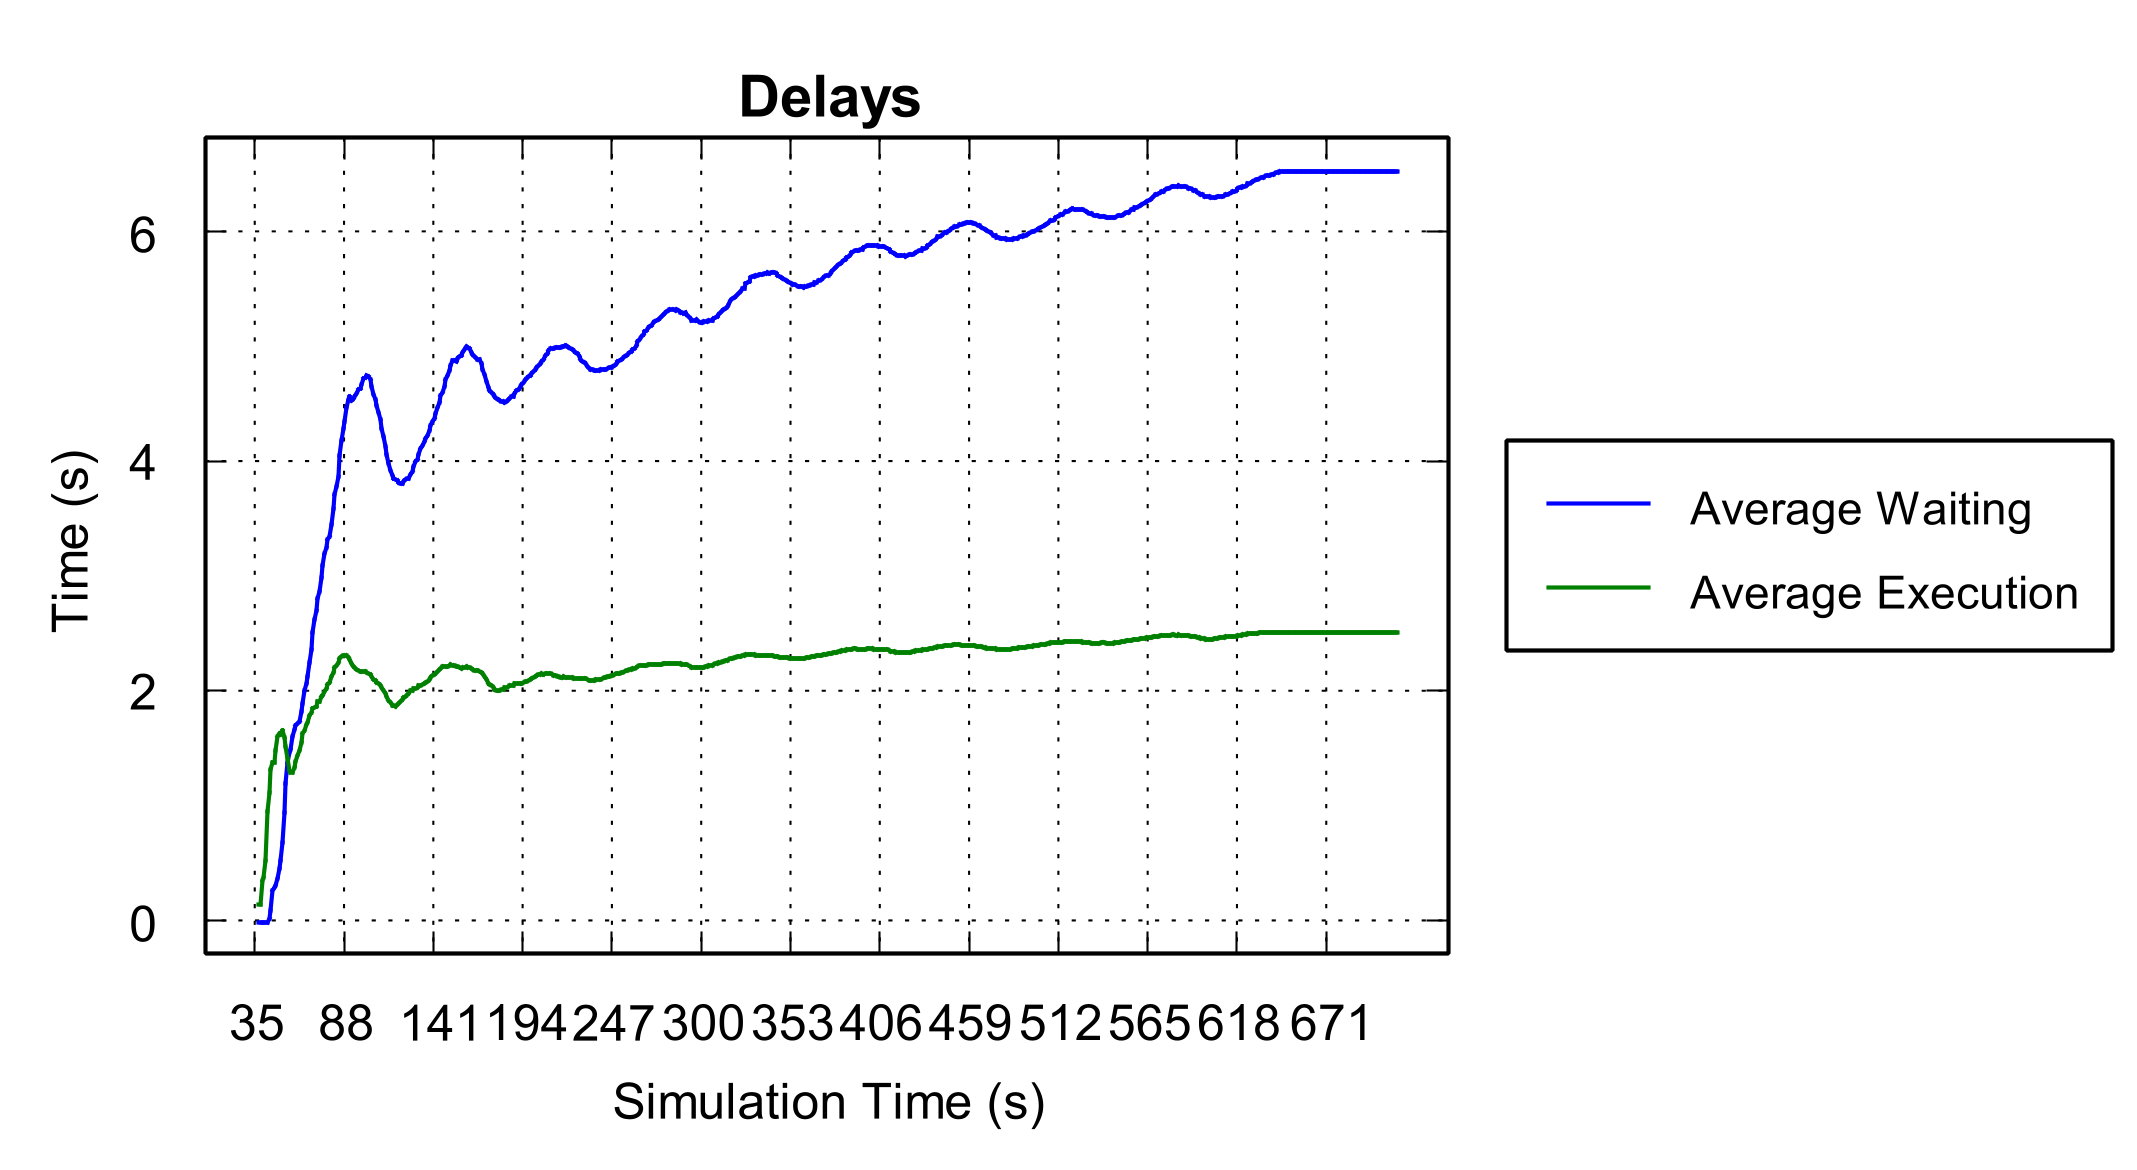 Delays
Time (s)
6
4
2
0
35 88 141 194 247 300 353 406 459 512 565 618 671
Simulation Time (s)
Average Waiting
Average Execution